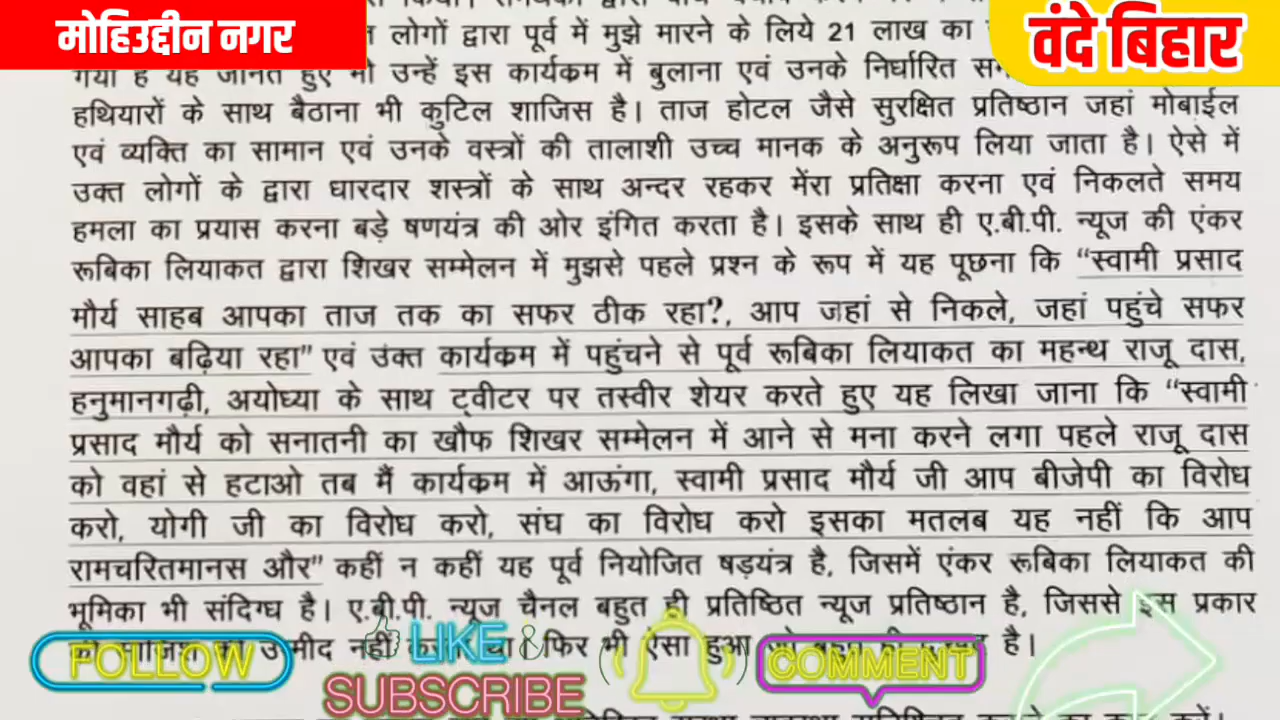 मोहिउद्दीन नगर
वंदे बिहार
लोगों द्वारा पूर्व में मुझे मारने के लिये 21 लाख का
गया है यह जानते हुए भी उन्हें इस कार्यक्रम में बुलाना एवं उनके निर्धारित
हथियारों के साथ बैठाना भी कुटिल शाजिस है। ताज होटल जैसे सुरक्षित प्रतिष्ठान जहां मोबाईल
एवं व्यक्ति का सामान एवं उनके वस्त्रों की तालाशी उच्च मानक के अनुरूप लिया जाता है। ऐसे में
उक्त लोगों के द्वारा धारदार शस्त्रों के साथ अन्दर रहकर मेंरा प्रतिक्षा करना एवं निकलते समय
हमला का प्रयास करना बड़े षणयंत्र की ओर इंगित करता है। इसके साथ ही ए.बी.पी. न्यूज की एंकर
रूबिका लियाकत द्वारा शिखर सम्मेलन में मुझसे पहले प्रश्न के रूप में यह पूछना कि “स्वामी प्रसाद
मौर्य साहब आपका ताज तक का सफर ठीक रहा?, आप जहां से निकले, जहां पहुंचे सफर
आपका बढ़िया रहा” एवं उक्त कार्यक्रम में पहुंचने से पूर्व रूबिका लियाकत का महन्थ राजू दास,
हनुमानगढ़ी, अयोध्या के साथ ट्वीटर पर तस्वीर शेयर करते हुए यह लिखा जाना कि “स्वामी
प्रसाद मौर्य को सनातनी का खौफ शिखर सम्मेलन में आने से मना करने लगा पहले राजू दास
को वहां से हटाओ तब मैं कार्यक्रम में आऊंगा, स्वामी प्रसाद मौर्य जी आप बीजेपी का विरोध
करो, योगी जी का विरोध करो, संघ का विरोध करो इसका मतलब यह नहीं कि आप
रामचरितमानस और” कहीं न कहीं यह पूर्व नियोजित षड़यंत्र है, जिसमें एंकर रूबिका लियाकत की
भूमिका भी संदिग्ध है। ए.बी.पी. न्यूज चैनल बहुत ही प्रतिष्ठित न्यूज प्रतिष्ठान है, जिससे इस प्रकार
नहीं फिर भी ऐसा हुआ है।
FOLLOW
LIKE &
SUBSCRIBE
COMMENT